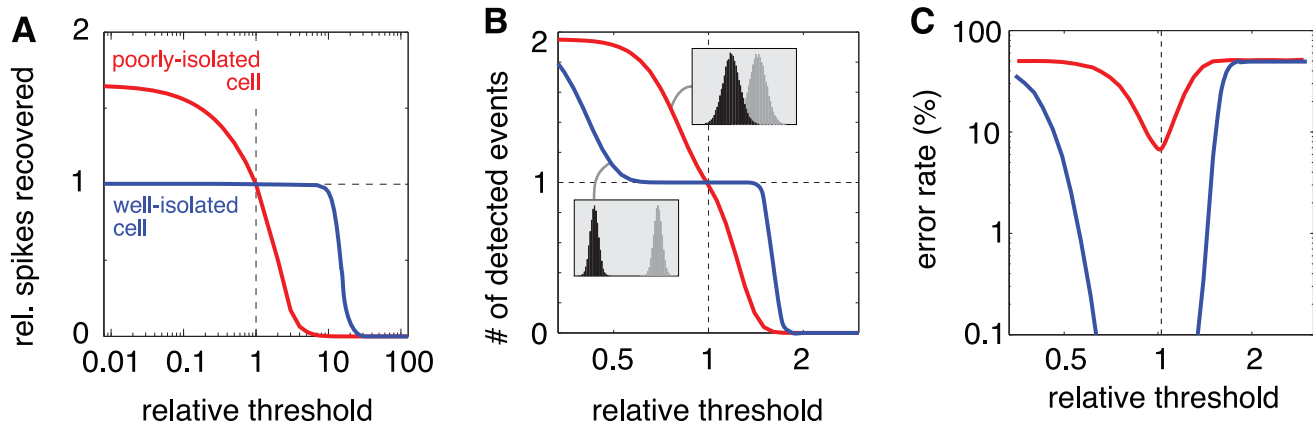 A
rel. spikes recovered
2
1
0
poorly-isolated
cell
well-isolated
cell
0.01
0.1
1
10
100
relative threshold
B
# of detected events
2
1
0
0.5
1
2
relative threshold
C
error rate (%)
100
10
1
0.1
0.5
1
2
relative threshold